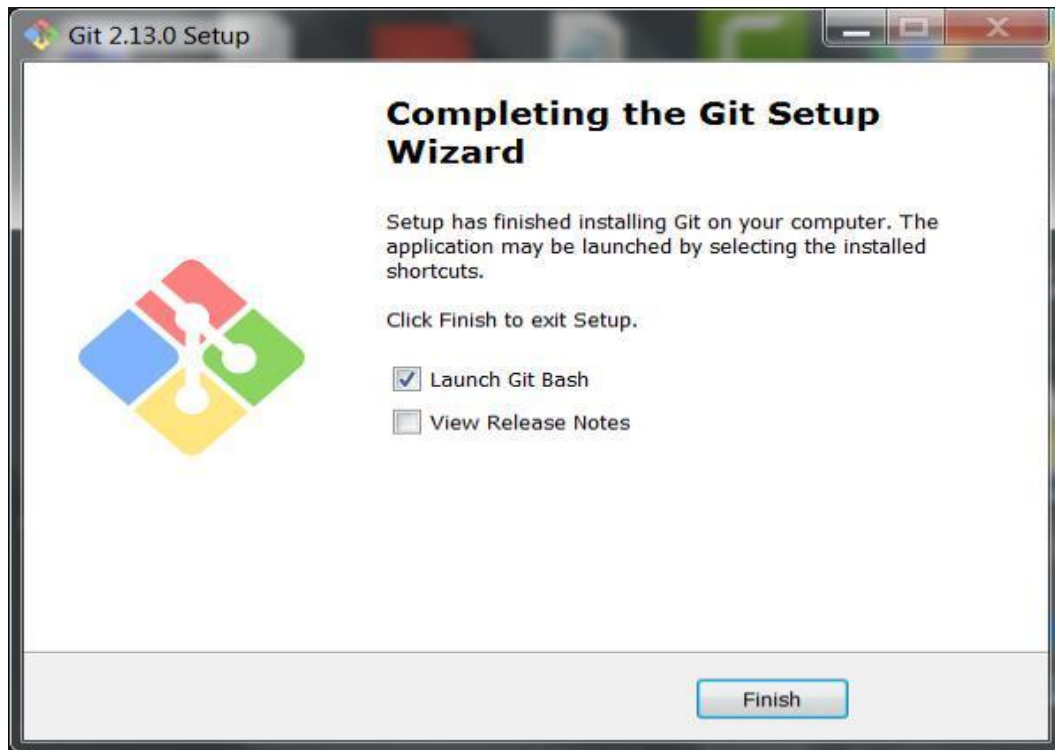 Git 2.13.0 Setup
Completing the Git Setup
Wizard
Setup has finished installing Git on your computer. The
application may be launched by selecting the installed
shortcuts.
Click Finish to exit Setup.
Launch Git Bash
View Release Notes
Finish